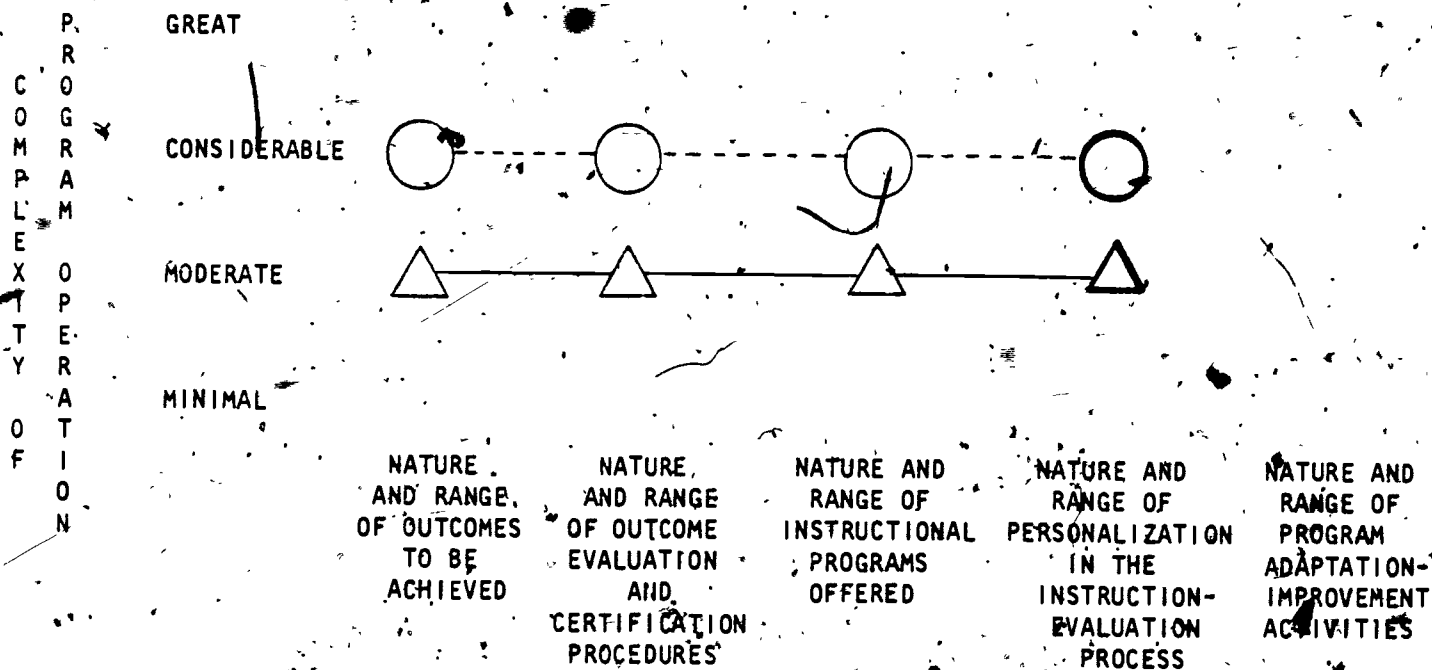 COMPLEXITY OF
PROGRAM OPERATION
GREAT
CONSIDERABLE
MODERATE
MINIMAL
NATURE
AND RANGE
OF OUTCOMES
TO BE
ACHIEVED
NATURE
AND RANGE
OF OUTCOME
EVALUATION
AND
CERTIFICATION
PROCEDURES
NATURE AND
RANGE OF
INSTRUCTIONAL
PROGRAMS
OFFERED
NATURE AND
RANGE OF
PERSONALIZATION
IN THE
INSTRUCTION-
EVALUATION
PROCESS
NATURE AND
RANGE OF
PROGRAM
ADAPTATION-
IMPROVEMENT
ACTIVITIES